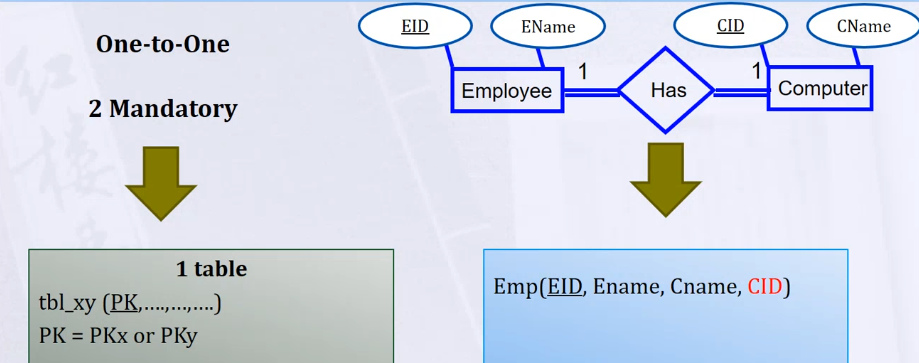 One-to-One
2 Mandatory
EID
EName
CID
CName
Employee
1
Has
1
Computer
1 table
tbl_xy (PK,....,...,....)
PK = PKx or PKy
Emp(EID, Ename, Cname, CID)